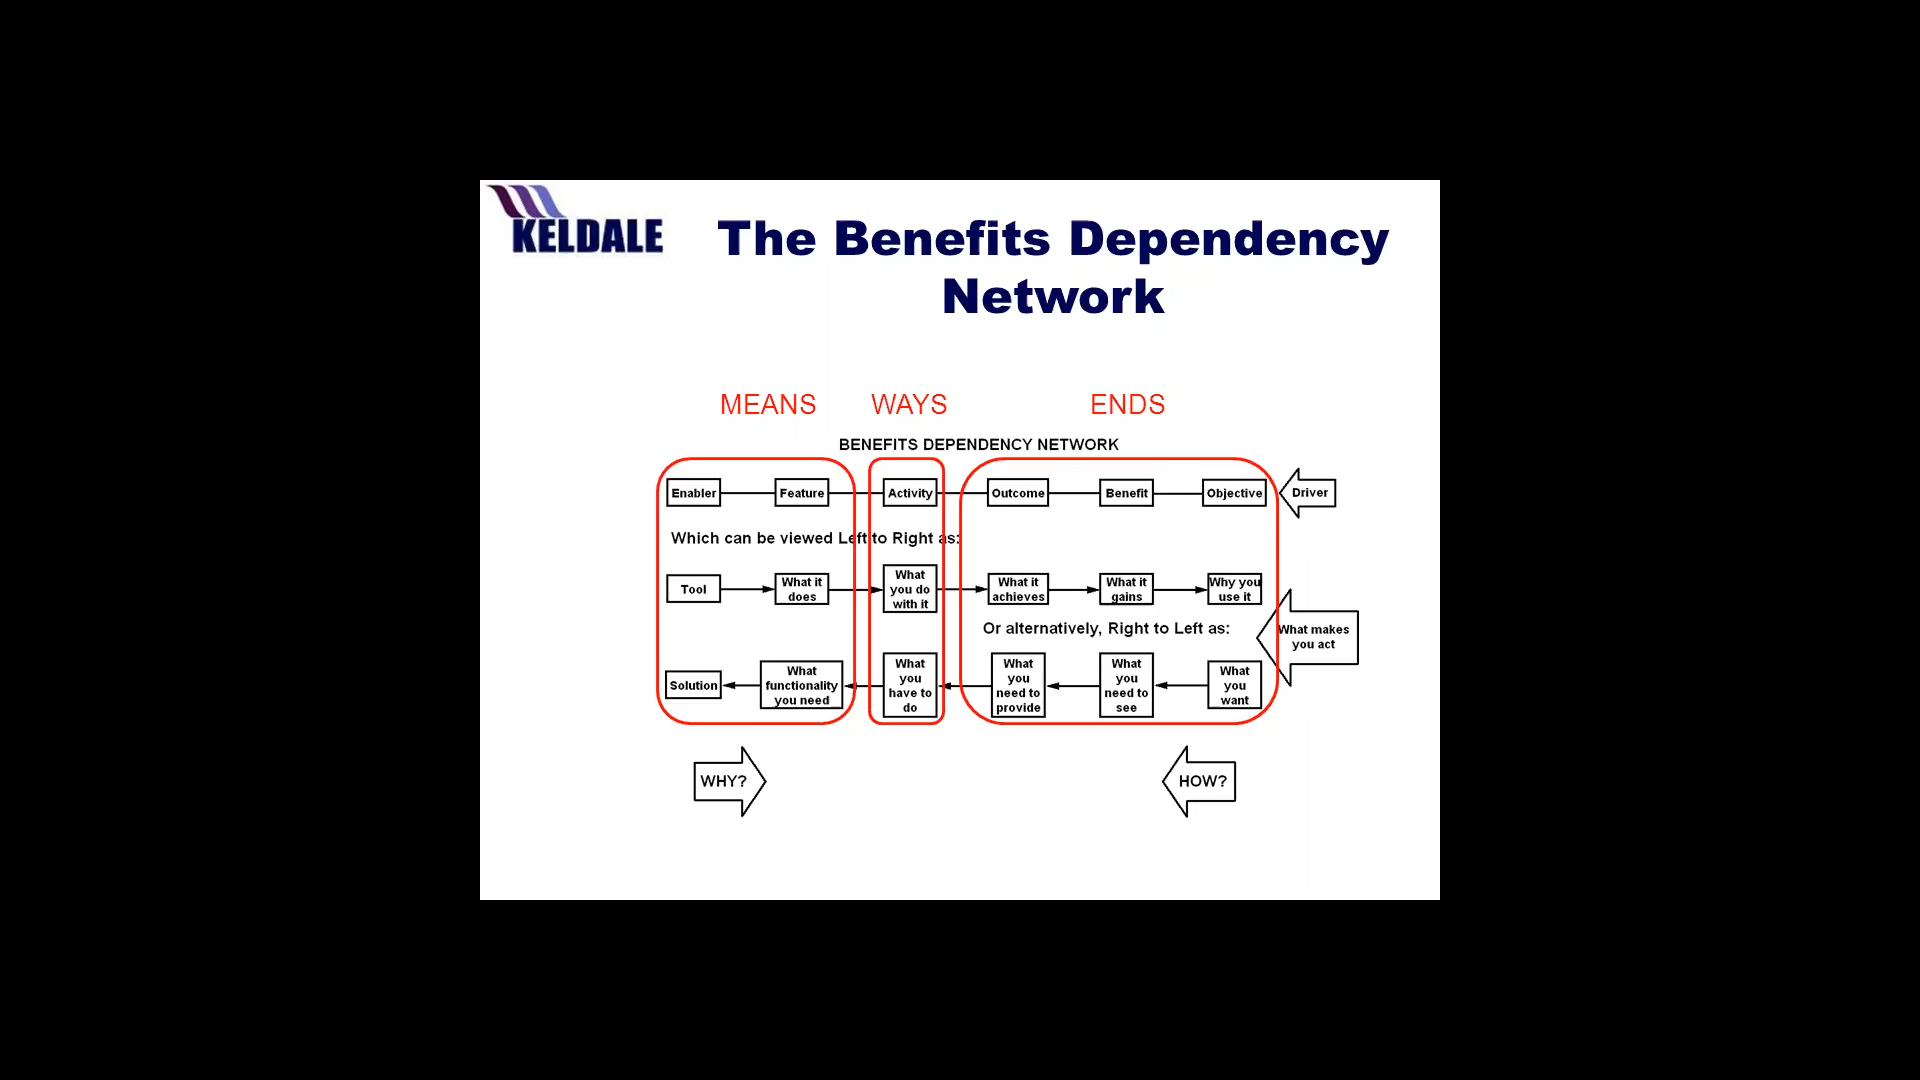 KELDALE
The Benefits Dependency
Network
MEANS WAYS ENDS
BENEFITS DEPENDENCY NETWORK
Enabler Feature Activity Outcome Benefit Objective Driver
Which can be viewed Left to Right as:
Tool
What it
does
What
you do
with it
What it
achieves
What it
gains
Why you
use it
Or alternatively, Right to Left as:
What makes
you act
Solution
What
functionality
you need
What
you
have to
do
What
you
need to
provide
What
you
need to
see
What
you
want
WHY? HOW?